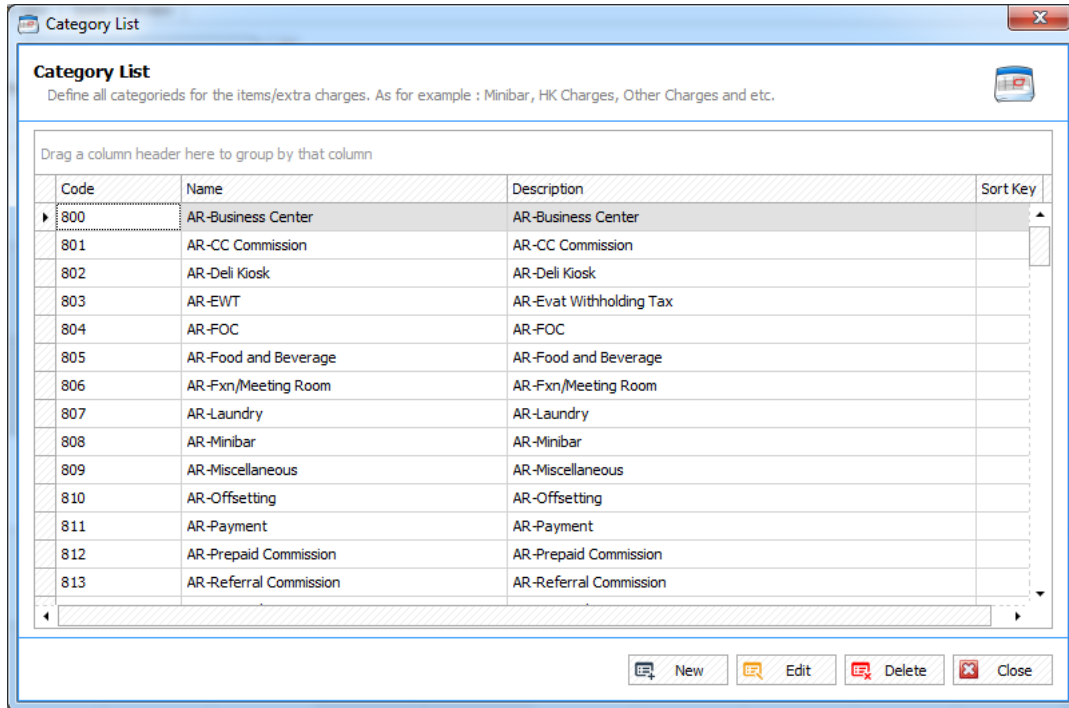 Category List
Category List
Define all categorieds for the items/extra charges. As for example : Minibar, HK Charges, Other Charges and etc.
Drag a column header here to group by that column
Code Name Description Sort Key
800 AR-Business Center AR-Business Center
801 AR-CC Commission AR-CC Commission
802 AR-Deli Kiosk AR-Deli Kiosk
803 AR-EWT AR-Evat Withholding Tax
804 AR-FOC AR-FOC
805 AR-Food and Beverage AR-Food and Beverage
806 AR-Fxn/Meeting Room AR-Fxn/Meeting Room
807 AR-Laundry AR-Laundry
808 AR-Minibar AR-Minibar
809 AR-Miscellaneous AR-Miscellaneous
810 AR-Offsetting AR-Offsetting
811 AR-Payment AR-Payment
812 AR-Prepaid Commission AR-Prepaid Commission
813 AR-Referral Commission AR-Referral Commission
New Edit Delete Close